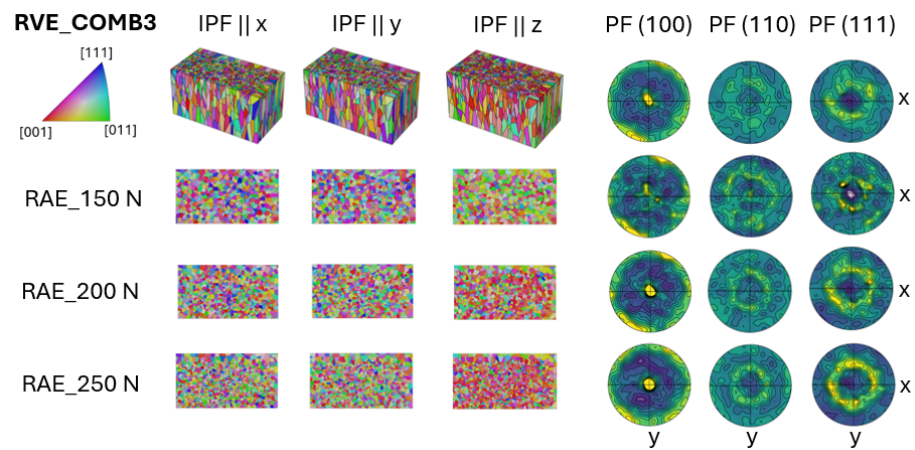 RVE_COMB3 IPF || x IPF || y IPF || z PF (100) PF (110) PF (111)
[111]
[001] [011]
x
RAE_150 N x
RAE_200 N x
RAE_250 N x
y y y